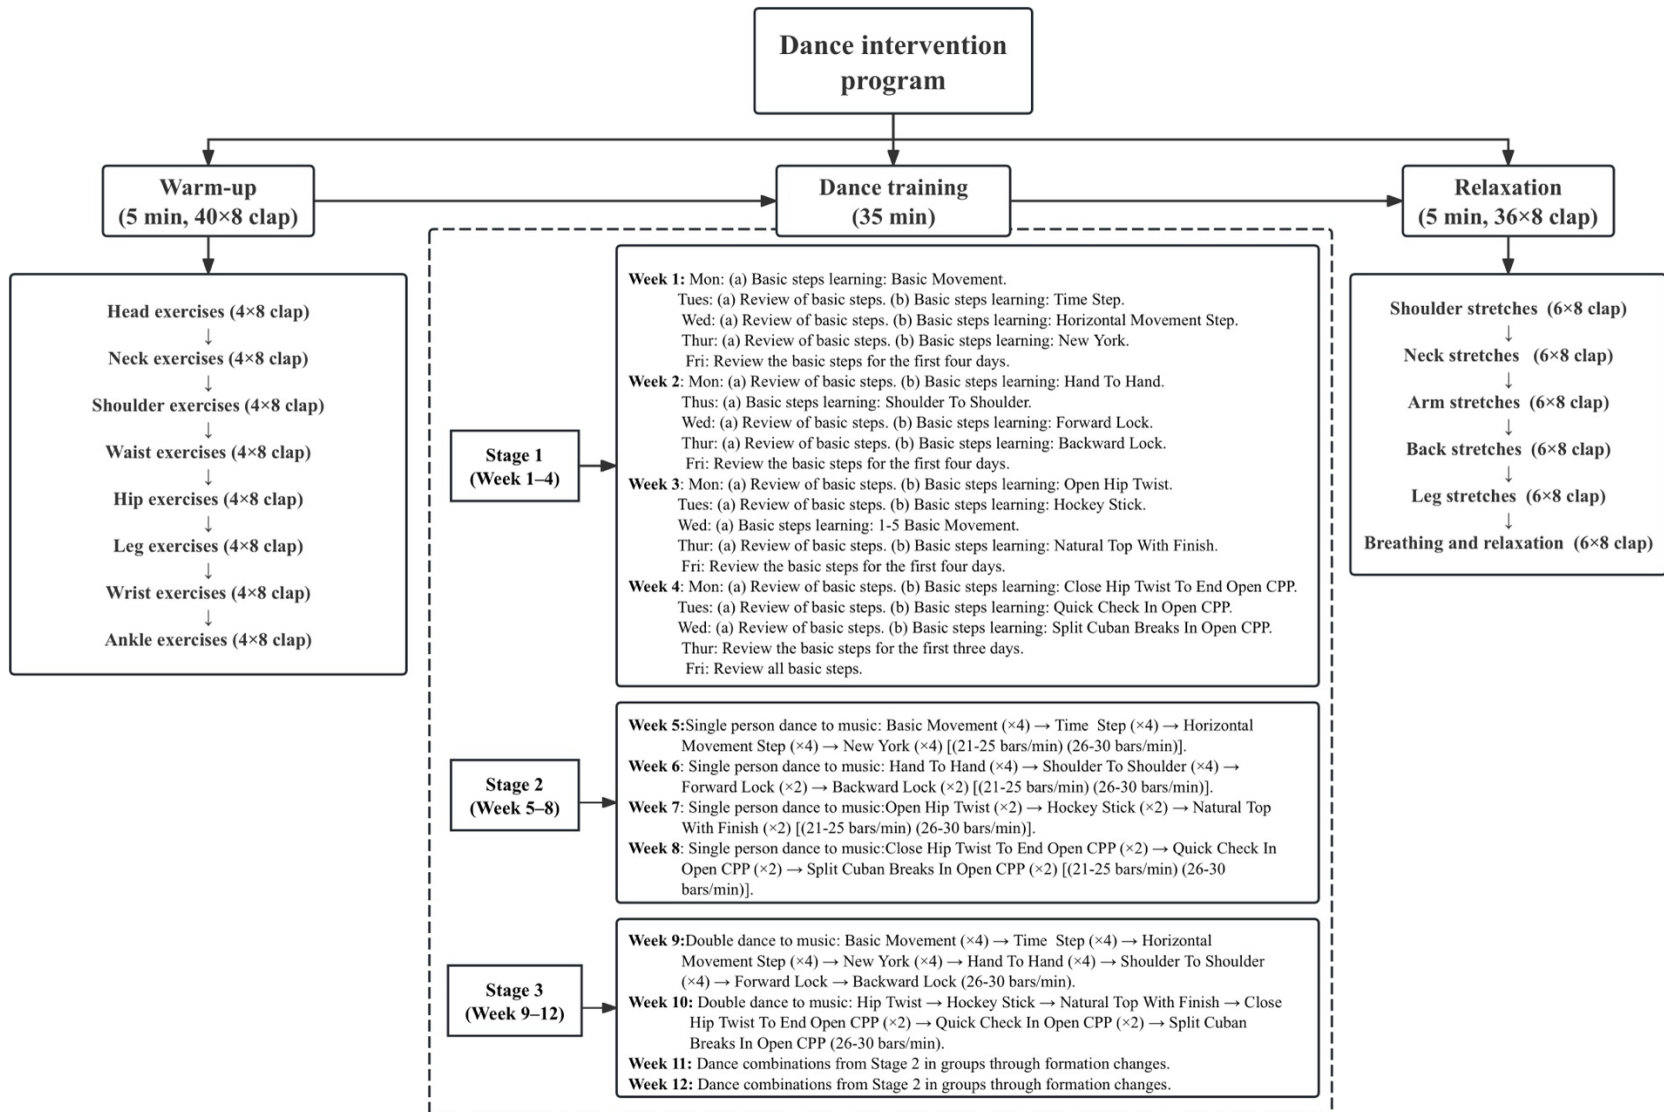 Dance intervention
program
Warm-up
(5 min, 40×8 clap)
Dance training
(35 min)
Relaxation
(5 min, 36×8 clap)
Head exercises (4×8 clap)
↓
Neck exercises (4×8 clap)
↓
Shoulder exercises (4×8 clap)
↓
Waist exercises (4×8 clap)
↓
Hip exercises (4×8 clap)
↓
Leg exercises (4×8 clap)
↓
Wrist exercises (4×8 clap)
↓
Ankle exercises (4×8 clap)
Stage 1
(Week 1–4)
Week 1: Mon: (a) Basic steps learning: Basic Movement.
Tues: (a) Review of basic steps. (b) Basic steps learning: Time Step.
Wed: (a) Review of basic steps. (b) Basic steps learning: Horizontal Movement Step.
Thur: (a) Review of basic steps. (b) Basic steps learning: New York.
Fri: Review the basic steps for the first four days.
Week 2: Mon: (a) Review of basic steps. (b) Basic steps learning: Hand To Hand.
Thus: (a) Basic steps learning: Shoulder To Shoulder.
Wed: (a) Review of basic steps. (b) Basic steps learning: Forward Lock.
Thur: (a) Review of basic steps. (b) Basic steps learning: Backward Lock.
Fri: Review the basic steps for the first four days.
Week 3: Mon: (a) Review of basic steps. (b) Basic steps learning: Open Hip Twist.
Tues: (a) Review of basic steps. (b) Basic steps learning: Hockey Stick.
Wed: (a) Basic steps learning: 1-5 Basic Movement.
Thur: (a) Review of basic steps. (b) Basic steps learning: Natural Top With Finish.
Fri: Review the basic steps for the first four days.
Week 4: Mon: (a) Review of basic steps. (b) Basic steps learning: Close Hip Twist To End Open CPP.
Tues: (a) Review of basic steps. (b) Basic steps learning: Quick Check In Open CPP.
Wed: (a) Review of basic steps. (b) Basic steps learning: Split Cuban Breaks In Open CPP.
Thur: Review the basic steps for the first three days.
Fri: Review all basic steps.
Stage 2
(Week 5–8)
Week 5:Single person dance to music: Basic Movement (×4) → Time Step (×4) → Horizontal
Movement Step (×4) → New York (×4) [(21-25 bars/min) (26-30 bars/min)].
Week 6: Single person dance to music: Hand To Hand (×4) → Shoulder To Shoulder (×4) →
Forward Lock (×2) → Backward Lock (×2) [(21-25 bars/min) (26-30 bars/min)].
Week 7: Single person dance to music:Open Hip Twist (×2) → Hockey Stick (×2) → Natural Top
With Finish (×2) [(21-25 bars/min) (26-30 bars/min)].
Week 8: Single person dance to music:Close Hip Twist To End Open CPP (×2) → Quick Check In
Open CPP (×2) → Split Cuban Breaks In Open CPP (×2) [(21-25 bars/min) (26-30
bars/min)].
Stage 3
(Week 9–12)
Week 9:Double dance to music: Basic Movement (×4) → Time Step (×4) → Horizontal
Movement Step (×4) → New York (×4) → Hand To Hand (×4) → Shoulder To Shoulder
(×4) → Forward Lock → Backward Lock (26-30 bars/min).
Week 10: Double dance to music: Hip Twist → Hockey Stick → Natural Top With Finish → Close
Hip Twist To End Open CPP (×2) → Quick Check In Open CPP (×2) → Split Cuban
Breaks In Open CPP (26-30 bars/min).
Week 11: Dance combinations from Stage 2 in groups through formation changes.
Week 12: Dance combinations from Stage 2 in groups through formation changes.
Shoulder stretches (6×8 clap)
↓
Neck stretches (6×8 clap)
↓
Arm stretches (6×8 clap)
↓
Back stretches (6×8 clap)
↓
Leg stretches (6×8 clap)
↓
Breathing and relaxation (6×8 clap)